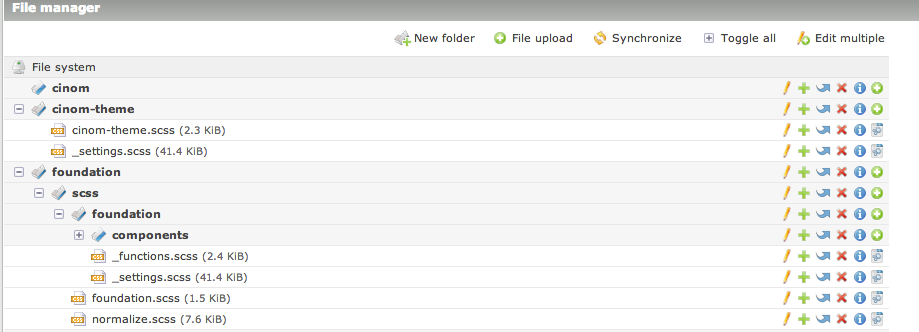 File manager
New folder File upload Synchronize Toggle all Edit multiple
File system
cinom
cinom-theme
cinom-theme.scss (2.3 KiB)
_settings.scss (41.4 KiB)
foundation
scss
foundation
components
_functions.scss (2.4 KiB)
_settings.scss (41.4 KiB)
foundation.scss (1.5 KiB)
normalize.scss (7.6 KiB)